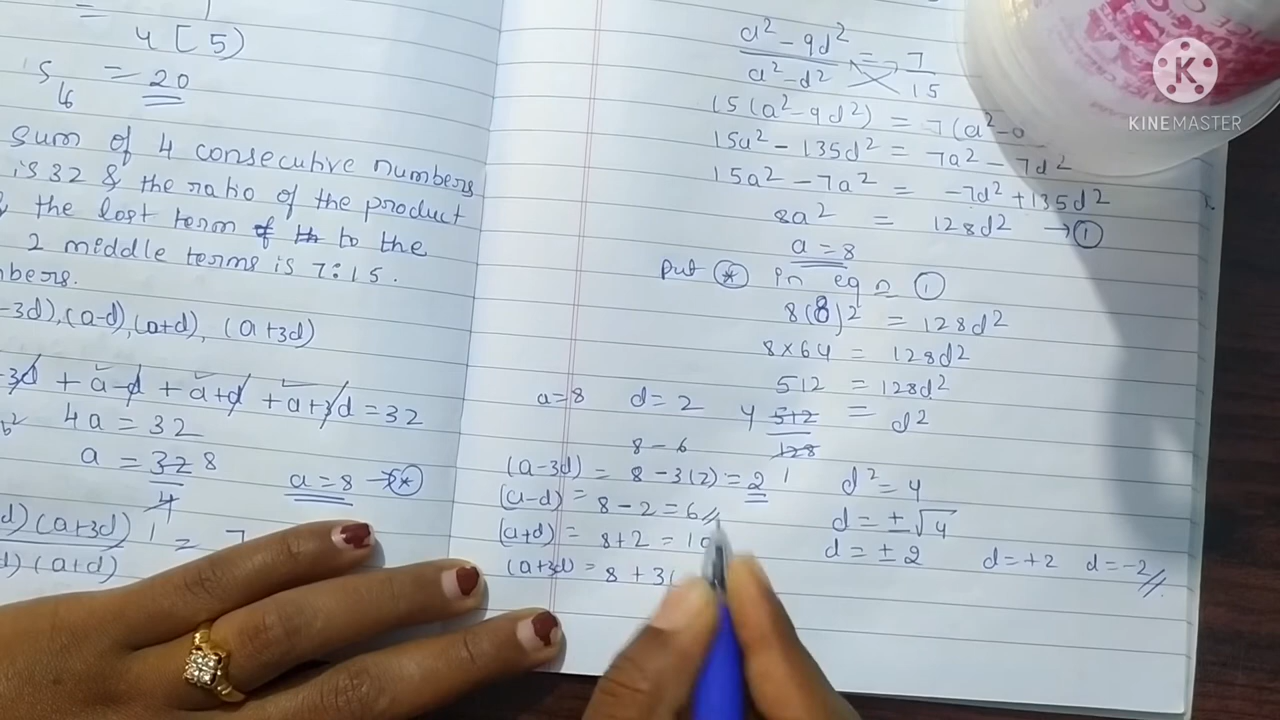 = 1
4 [ 5)
S16 = 20
sum of 4 consecutive numbers
is 32 & the ratio of the product
the last term to the
2 middle terms is 7:15.
mbers.
-3d), (a-d), (a+d), (a+3d)
-3d + a-d + a+d + a+3d = 32
4a = 32
a = 32 8
4
a=8 → *
d) (a+3d) = 7
d) (a+d)
a²-9d² = 7
a²-d² 15
15(a²-9d²) = 7(a²-
15a² - 135d² = 7a² - 7d²
15a² - 7a² = -7d² + 135d²
8a² = 128d² → 1
a = 8
put * in eqn 1
8(8)2 = 128d²
8×64 = 128d²
512 = 128d²
4 512 = d²
128
a=8 d=2
8-6
(a-3d) = 8-3(2) = 2
(a-d) = 8-2 = 6
(a+d) = 8+2 = 10
(a+3d) = 8+3(
d² = 4
d = ±√4
d = ±2 d=+2 d=-2
KINEMASTER